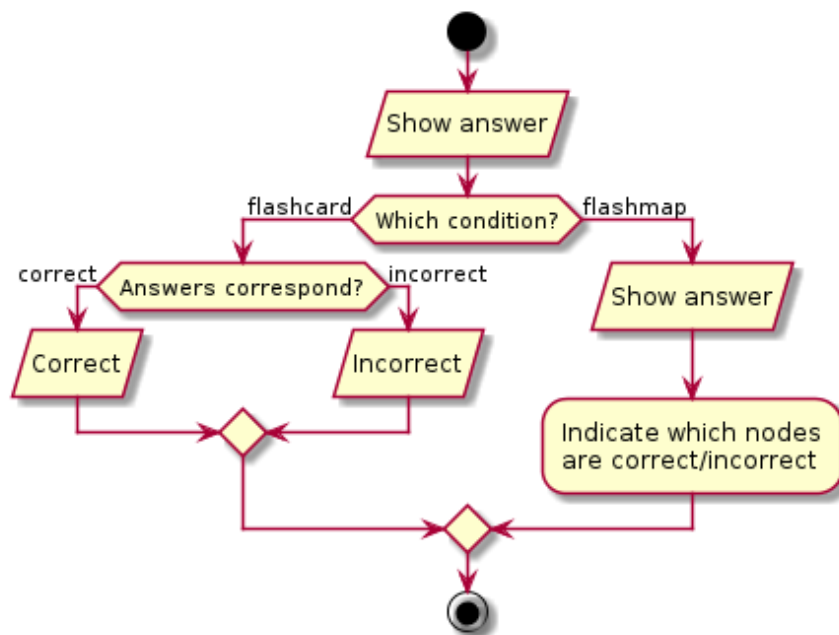 Show answer
flashcard
Which condition?
flashmap
correct
Answers correspond?
incorrect
Show answer
Correct
Incorrect
Indicate which nodes
are correct/incorrect